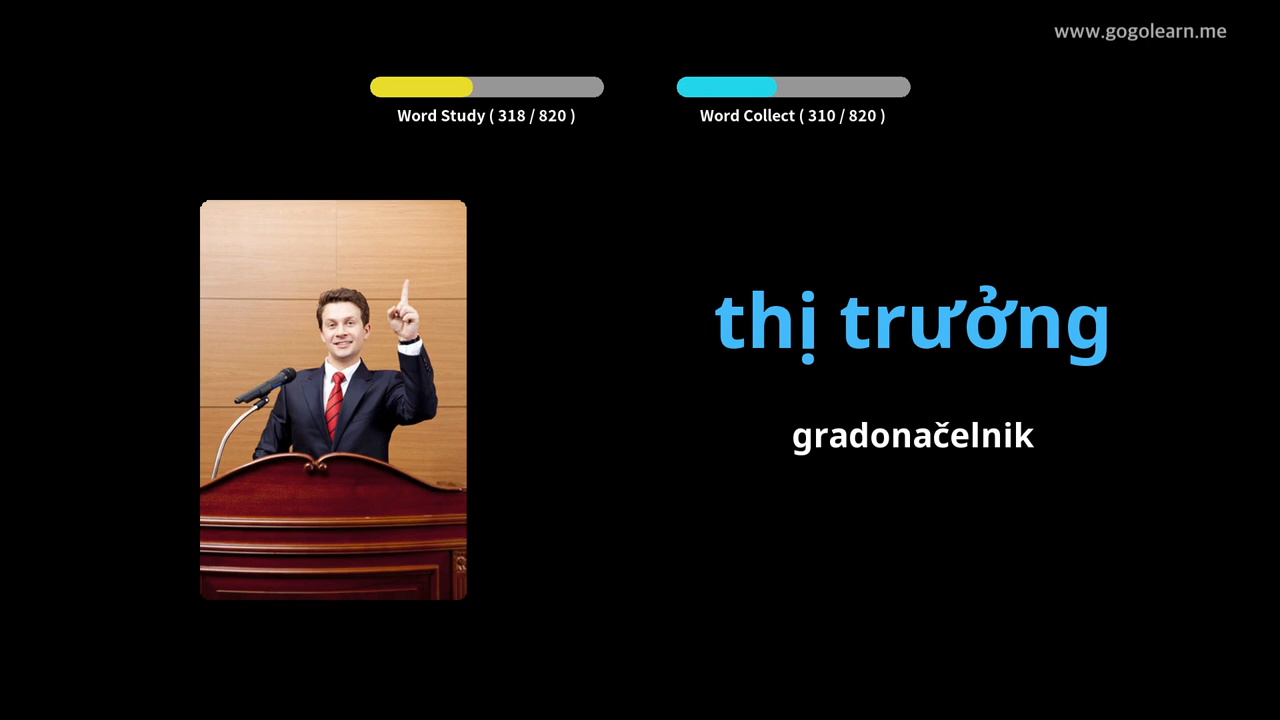 www.gogolearn.me
Word Study ( 318 / 820 )
Word Collect ( 310 / 820 )
thị trưởng
gradonačelnik